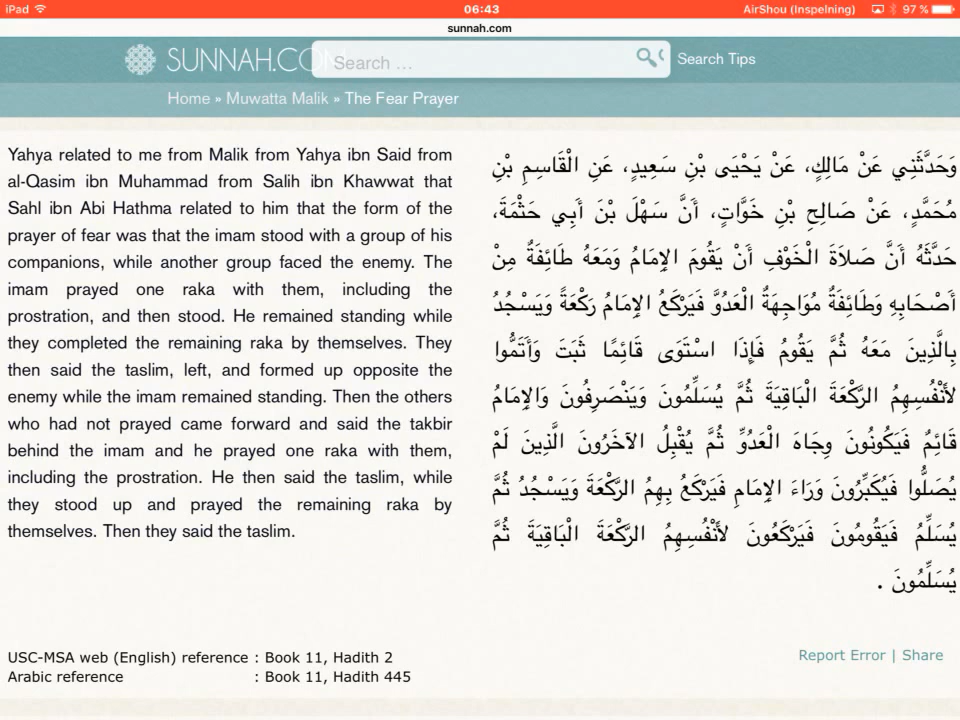 iPad 06:43 AirShou (Inspelning) 97 %
sunnah.com
SUNNAH.CO Search ... Search Tips
Home » Muwatta Malik » The Fear Prayer
Yahya related to me from Malik from Yahya ibn Said from
al-Qasim ibn Muhammad from Salih ibn Khawwat that
Sahl ibn Abi Hathma related to him that the form of the
prayer of fear was that the imam stood with a group of his
companions, while another group faced the enemy. The
imam prayed one raka with them, including the
prostration, and then stood. He remained standing while
they completed the remaining raka by themselves. They
then said the taslim, left, and formed up opposite the
enemy while the imam remained standing. Then the others
who had not prayed came forward and said the takbir
behind the imam and he prayed one raka with them,
including the prostration. He then said the taslim, while
they stood up and prayed the remaining raka by
themselves. Then they said the taslim.
وَحَدَّثَنِي عَنْ مَالِكٍ، عَنْ يَحْيَى بْنِ سَعِيدٍ، عَنِ الْقَاسِمِ بْنِ
مُحَمَّدٍ، عَنْ صَالِحِ بْنِ خَوَّاتٍ، أَنَّ سَهْلَ بْنَ أَبِي حَثْمَةَ،
حَدَّثَهُ أَنَّ صَلاَةَ الْخَوْفِ أَنْ يَقُومَ الإِمَامُ وَمَعَهُ طَائِفَةٌ مِنْ
أَصْحَابِهِ وَطَائِفَةٌ مُوَاجِهَةٌ الْعَدُوَّ فَيَرْكَعُ الإِمَامُ رَكْعَةً وَيَسْجُدُ
بِالَّذِينَ مَعَهُ ثُمَّ يَقُومُ فَإِذَا اسْتَوَى قَائِمًا ثَبَتَ وَأَتَمُّوا
لأَنْفُسِهِمُ الرَّكْعَةَ الْبَاقِيَةَ ثُمَّ يُسَلِّمُونَ وَيَنْصَرِفُونَ وَالإِمَامُ
قَائِمٌ فَيَكُونُونَ وِجَاهَ الْعَدُوِّ ثُمَّ يُقْبِلُ الآخَرُونَ الَّذِينَ لَمْ
يُصَلُّوا فَيُكَبِّرُونَ وَرَاءَ الإِمَامِ فَيَرْكَعُ بِهِمُ الرَّكْعَةَ وَيَسْجُدُ ثُمَّ
يُسَلِّمُ فَيَقُومُونَ فَيَرْكَعُونَ لأَنْفُسِهِمُ الرَّكْعَةَ الْبَاقِيَةَ ثُمَّ
يُسَلِّمُونَ .
USC-MSA web (English) reference : Book 11, Hadith 2
Arabic reference : Book 11, Hadith 445
Report Error | Share